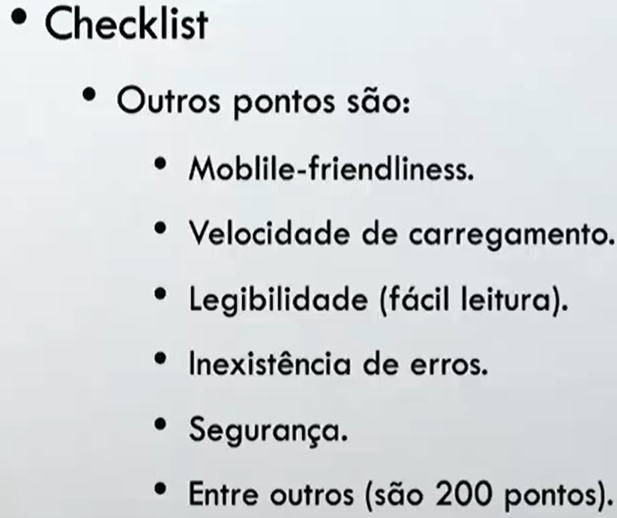 • Checklist
• Outros pontos são:
• Moblile-friendliness.
• Velocidade de carregamento.
• Legibilidade (fácil leitura).
• Inexistência de erros.
• Segurança.
• Entre outros (são 200 pontos).